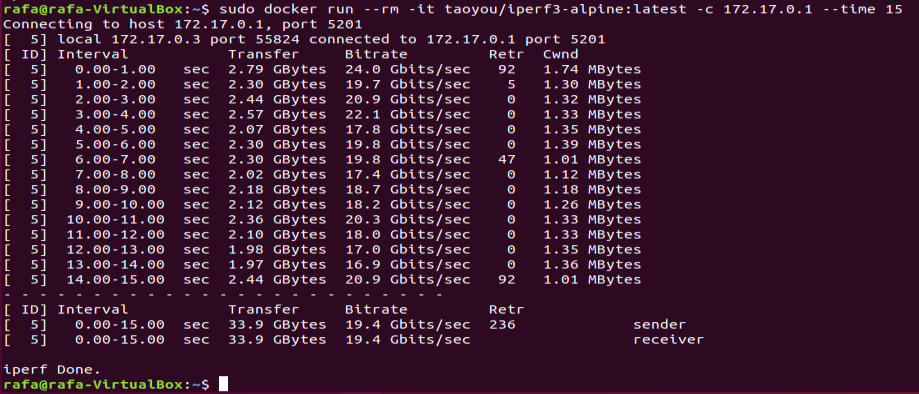 rafa@rafa-VirtualBox:~$ sudo docker run --rm -it taoyou/iperf3-alpine:latest -c 172.17.0.1 --time 15
Connecting to host 172.17.0.1, port 5201
[  5] local 172.17.0.3 port 55824 connected to 172.17.0.1 port 5201
[ ID] Interval           Transfer     Bitrate         Retr  Cwnd
[  5]   0.00-1.00   sec  2.79 GBytes  24.0 Gbits/sec   92   1.74 MBytes
[  5]   1.00-2.00   sec  2.30 GBytes  19.7 Gbits/sec    5   1.30 MBytes
[  5]   2.00-3.00   sec  2.44 GBytes  20.9 Gbits/sec    0   1.32 MBytes
[  5]   3.00-4.00   sec  2.57 GBytes  22.1 Gbits/sec    0   1.33 MBytes
[  5]   4.00-5.00   sec  2.07 GBytes  17.8 Gbits/sec    0   1.35 MBytes
[  5]   5.00-6.00   sec  2.30 GBytes  19.8 Gbits/sec    0   1.39 MBytes
[  5]   6.00-7.00   sec  2.30 GBytes  19.8 Gbits/sec   47   1.01 MBytes
[  5]   7.00-8.00   sec  2.02 GBytes  17.4 Gbits/sec    0   1.12 MBytes
[  5]   8.00-9.00   sec  2.18 GBytes  18.7 Gbits/sec    0   1.18 MBytes
[  5]   9.00-10.00  sec  2.12 GBytes  18.2 Gbits/sec    0   1.26 MBytes
[  5]  10.00-11.00  sec  2.36 GBytes  20.3 Gbits/sec    0   1.33 MBytes
[  5]  11.00-12.00  sec  2.10 GBytes  18.0 Gbits/sec    0   1.33 MBytes
[  5]  12.00-13.00  sec  1.98 GBytes  17.0 Gbits/sec    0   1.35 MBytes
[  5]  13.00-14.00  sec  1.97 GBytes  16.9 Gbits/sec    0   1.36 MBytes
[  5]  14.00-15.00  sec  2.44 GBytes  20.9 Gbits/sec   92   1.01 MBytes
- - - - - - - - - - - - - - - - - - - - - - - - -
[ ID] Interval           Transfer     Bitrate         Retr
[  5]   0.00-15.00  sec  33.9 GBytes  19.4 Gbits/sec  236             sender
[  5]   0.00-15.00  sec  33.9 GBytes  19.4 Gbits/sec                  receiver

iperf Done.
rafa@rafa-VirtualBox:~$